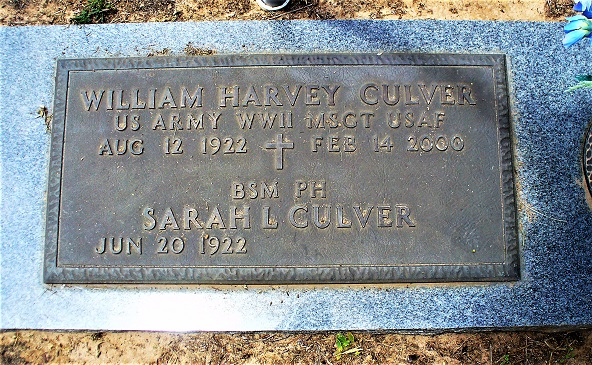 WILLIAM HARVEY CULVER
US ARMY WWII MSGT USAF
AUG 12 1922 FEB 14 2000
BSM PH
SARAH L CULVER
JUN 20 1922